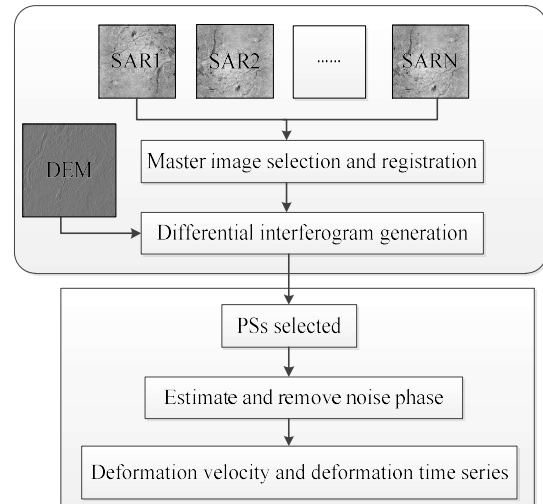 SAR1
SAR2
......
SARN
DEM
Master image selection and registration
Differential interferogram generation
PSs selected
Estimate and remove noise phase
Deformation velocity and deformation time series